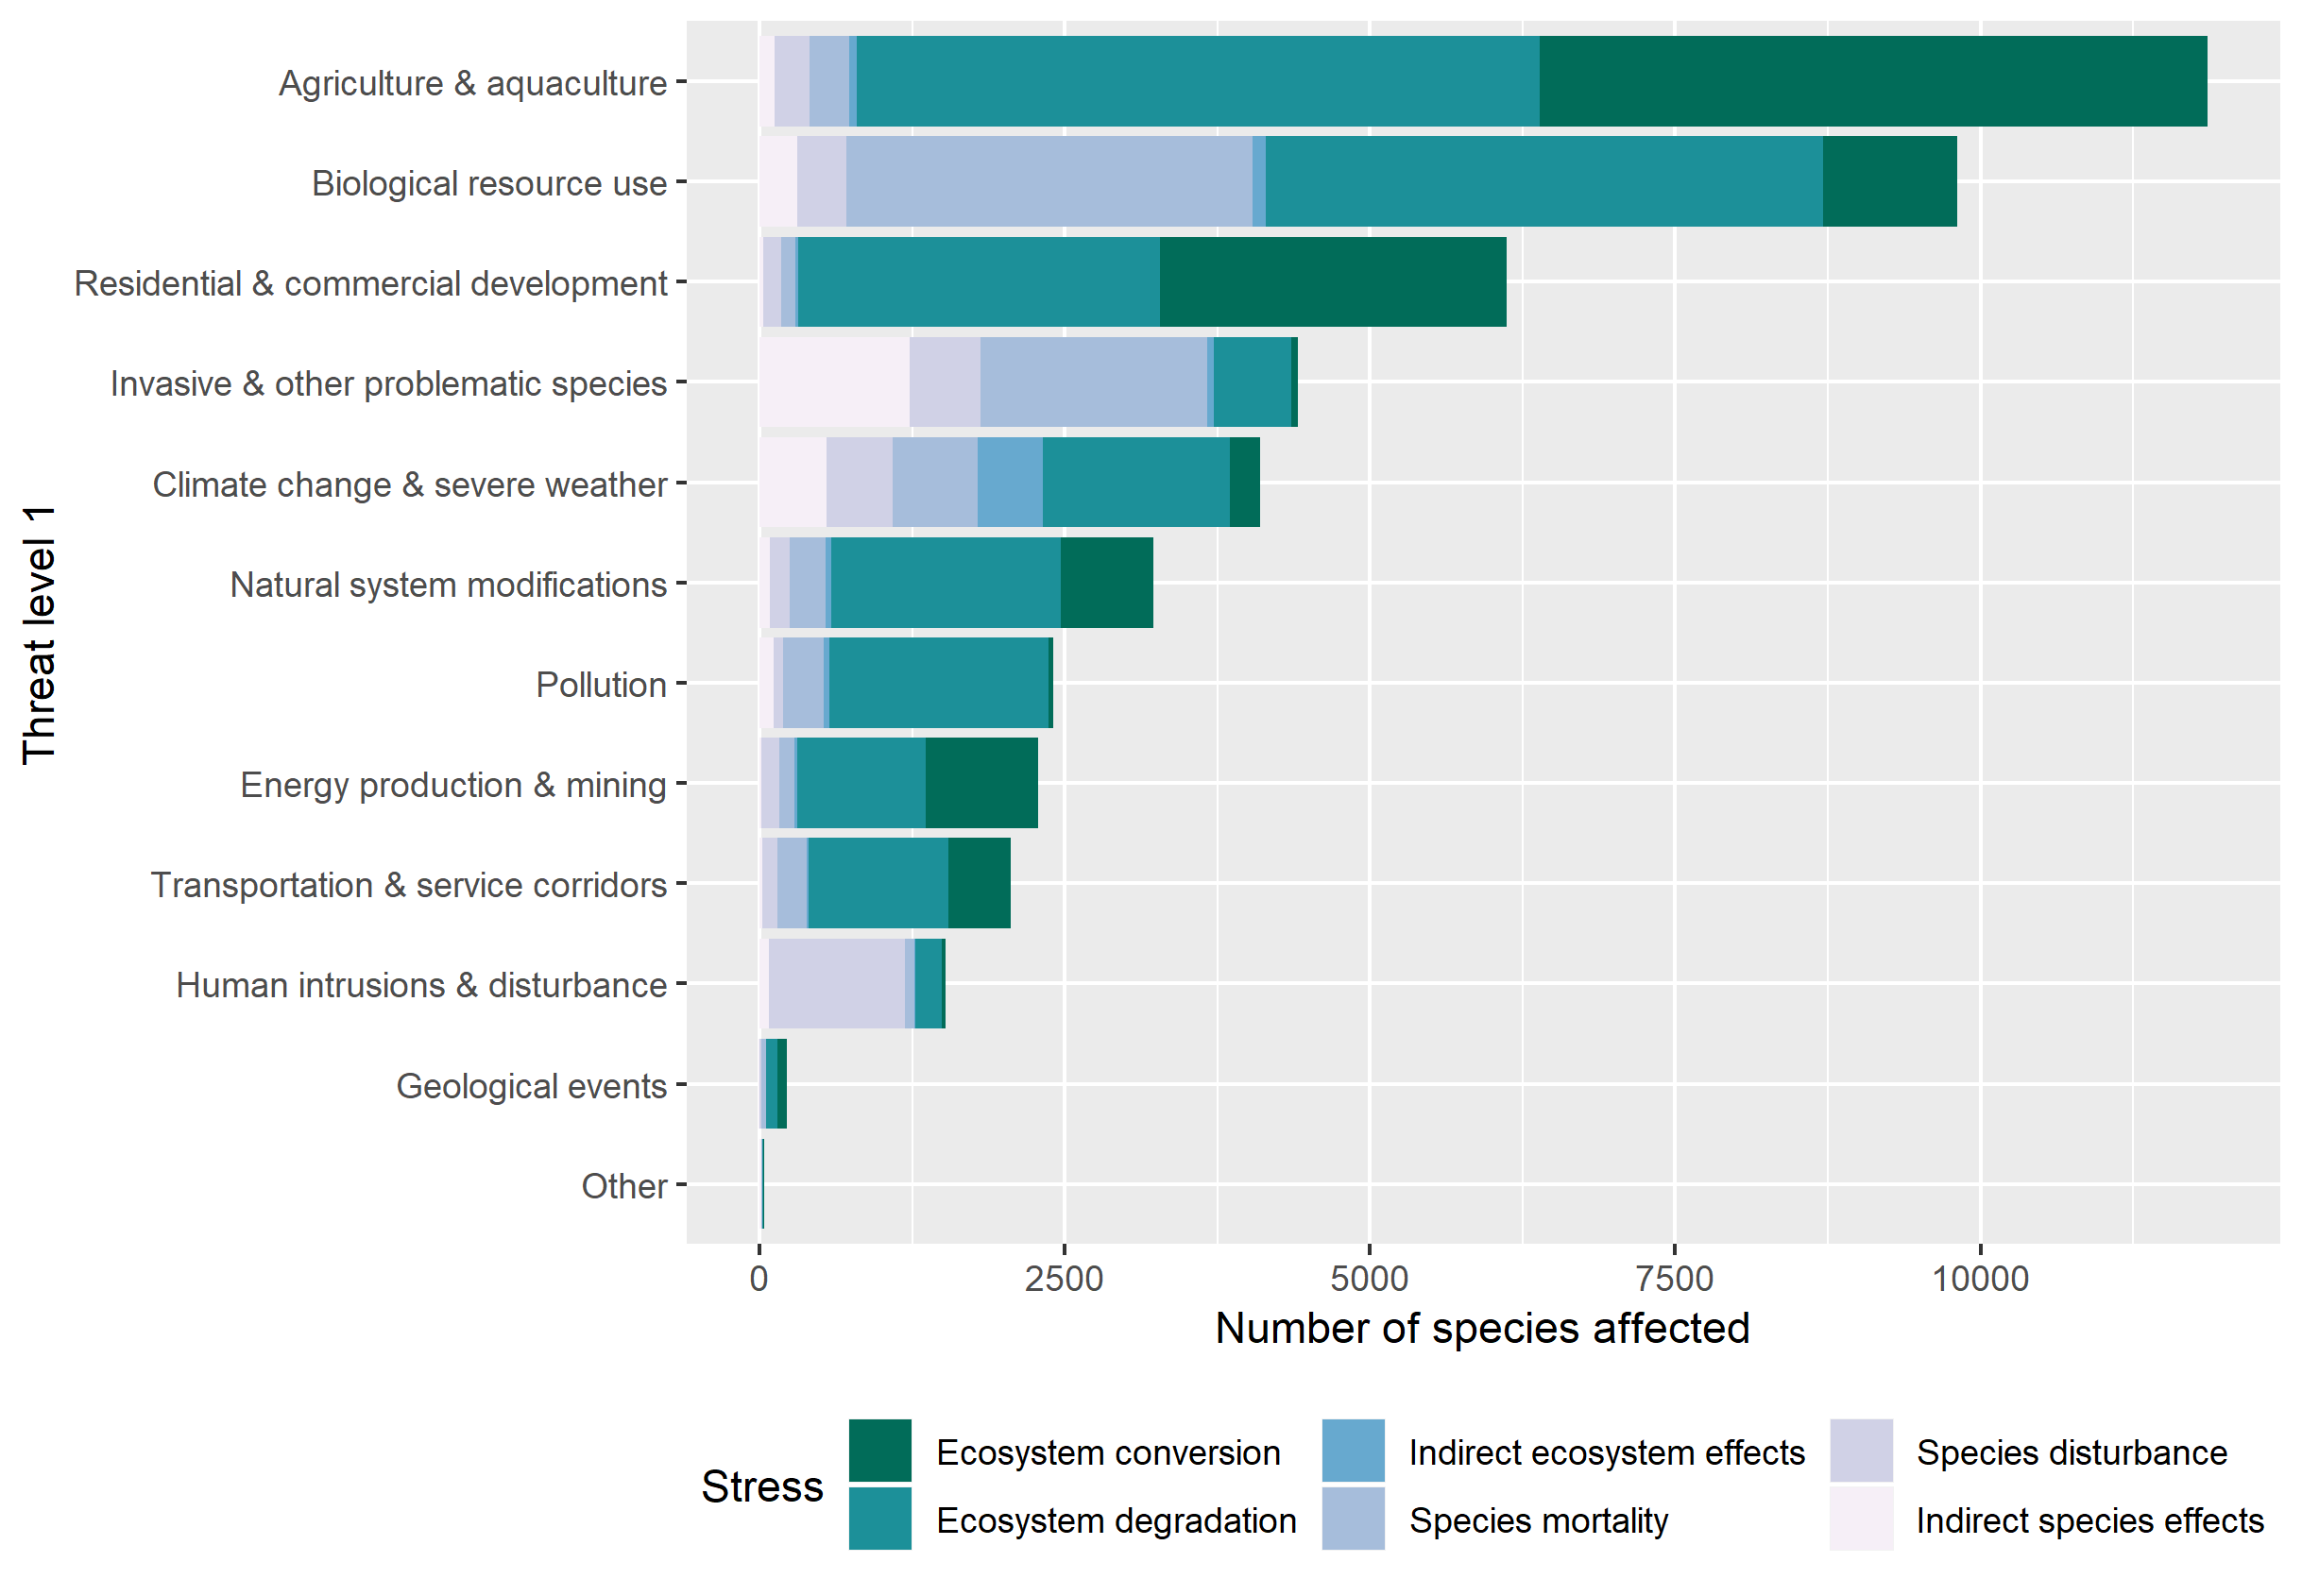 Threat level 1
Agriculture & aquaculture
Biological resource use
Residential & commercial development
Invasive & other problematic species
Climate change & severe weather
Natural system modifications
Pollution
Energy production & mining
Transportation & service corridors
Human intrusions & disturbance
Geological events
Other
0 2500 5000 7500 10000
Number of species affected
Stress
Ecosystem conversion
Ecosystem degradation
Indirect ecosystem effects
Species mortality
Species disturbance
Indirect species effects